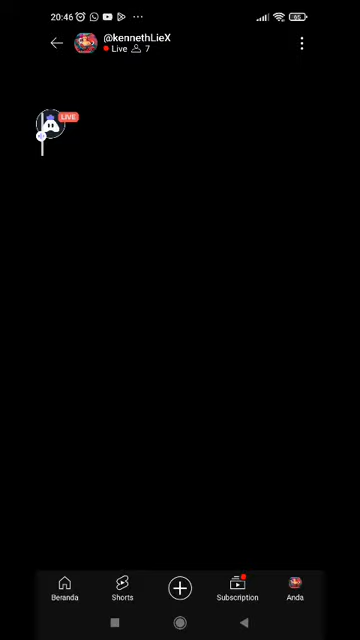 20:46
@kennethLieX
Live 7
LIVE
Beranda
Shorts
Subscription
Anda